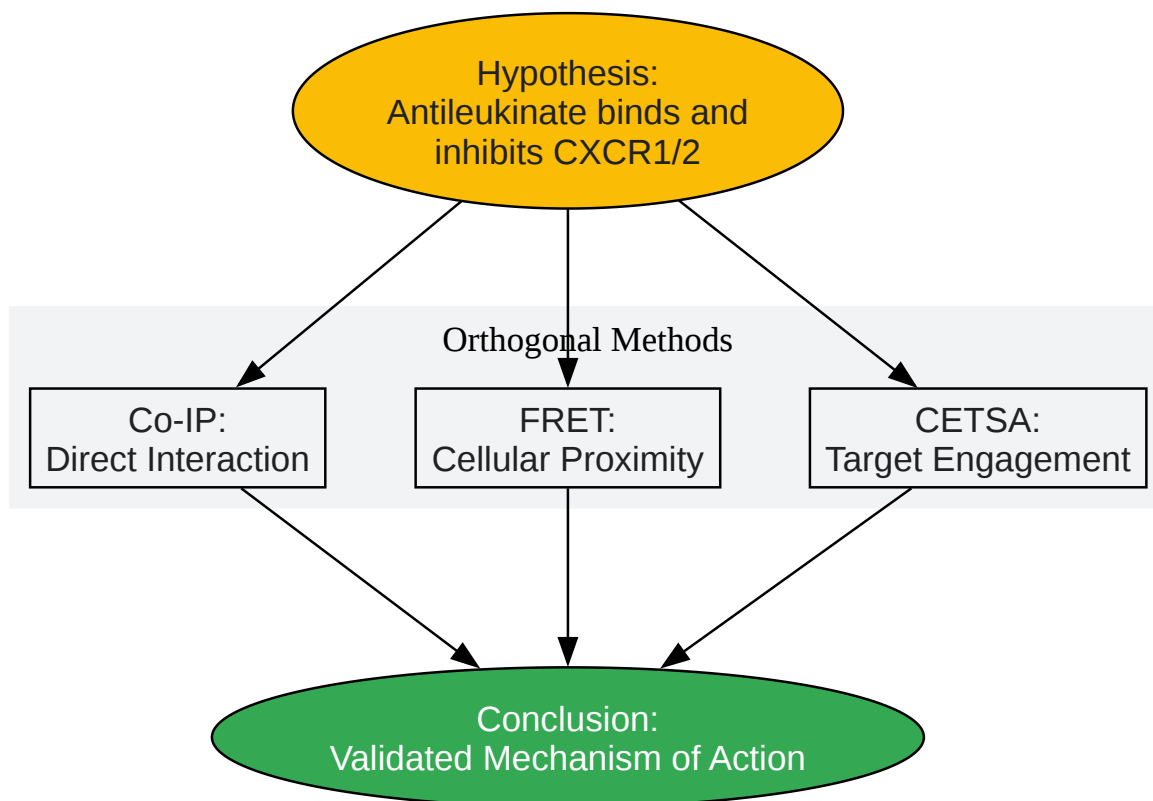 Hypothesis:
Antileukinate binds and
inhibits CXCR1/2
Orthogonal Methods
Co-IP:
Direct Interaction
FRET:
Cellular Proximity
CETSA:
Target Engagement
Conclusion:
Validated Mechanism of Action